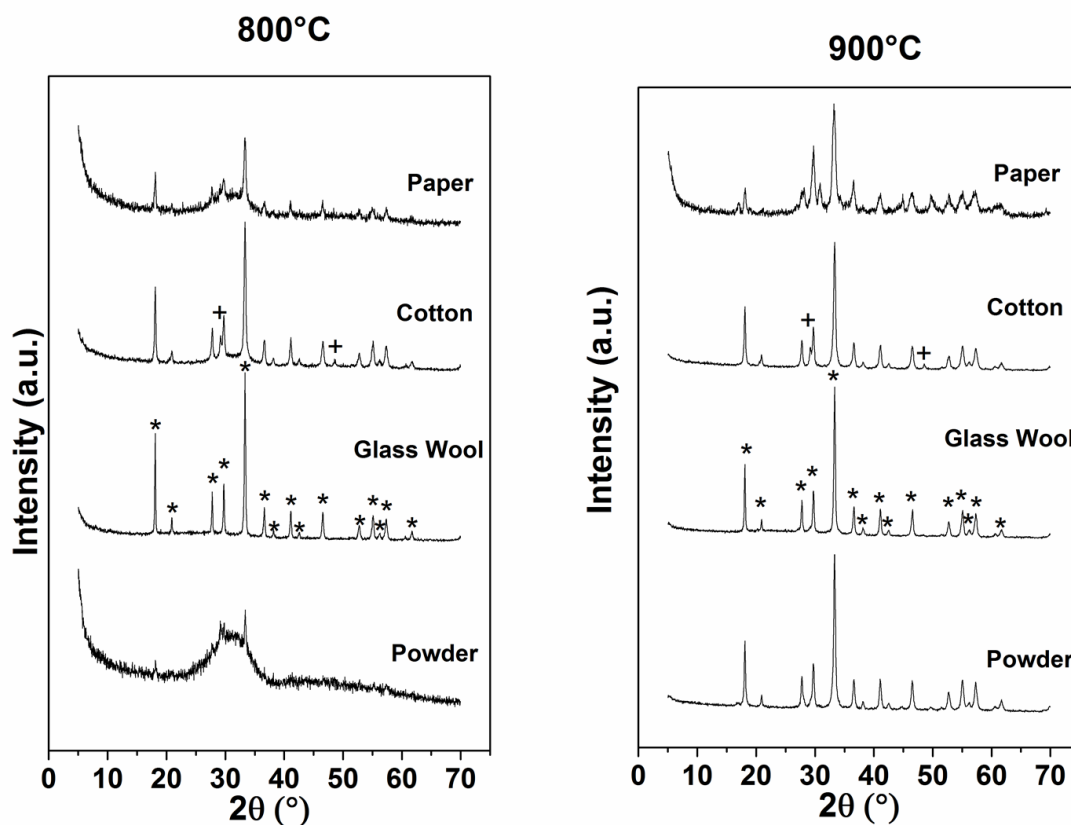 800°C
Intensity (a.u.)
Paper
+
Cotton
+
*
* Glass Wool
* * * * * * * * * * * *
Powder
0 10 20 30 40 50 60 70
2θ (°)
900°C
Intensity (a.u.)
Paper
+
Cotton
+
*
* Glass Wool
* * * * * * * * * * * *
Powder
0 10 20 30 40 50 60 70
2θ (°)